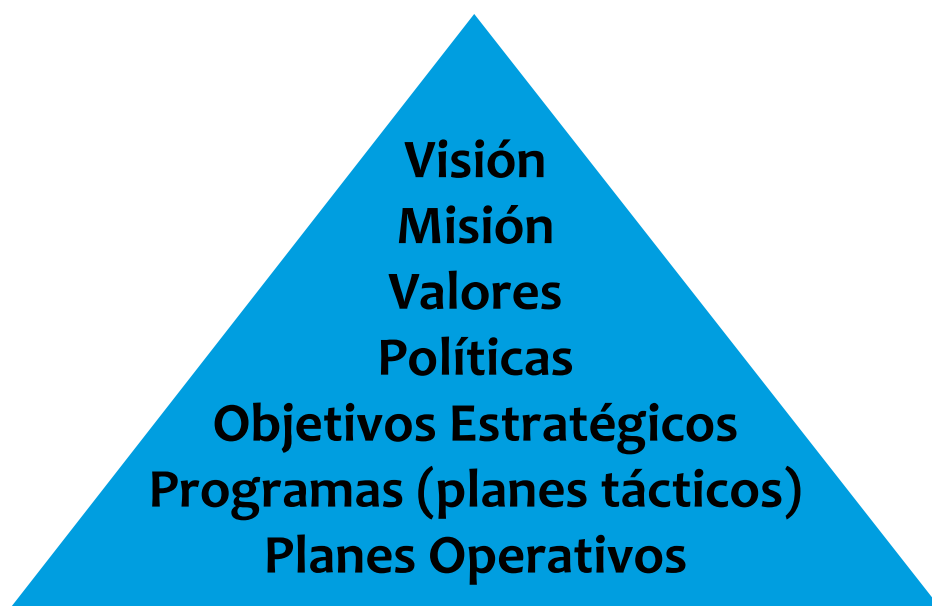 Visión
Misión
Valores
Políticas
Objetivos Estratégicos
Programas (planes tácticos)
Planes Operativos